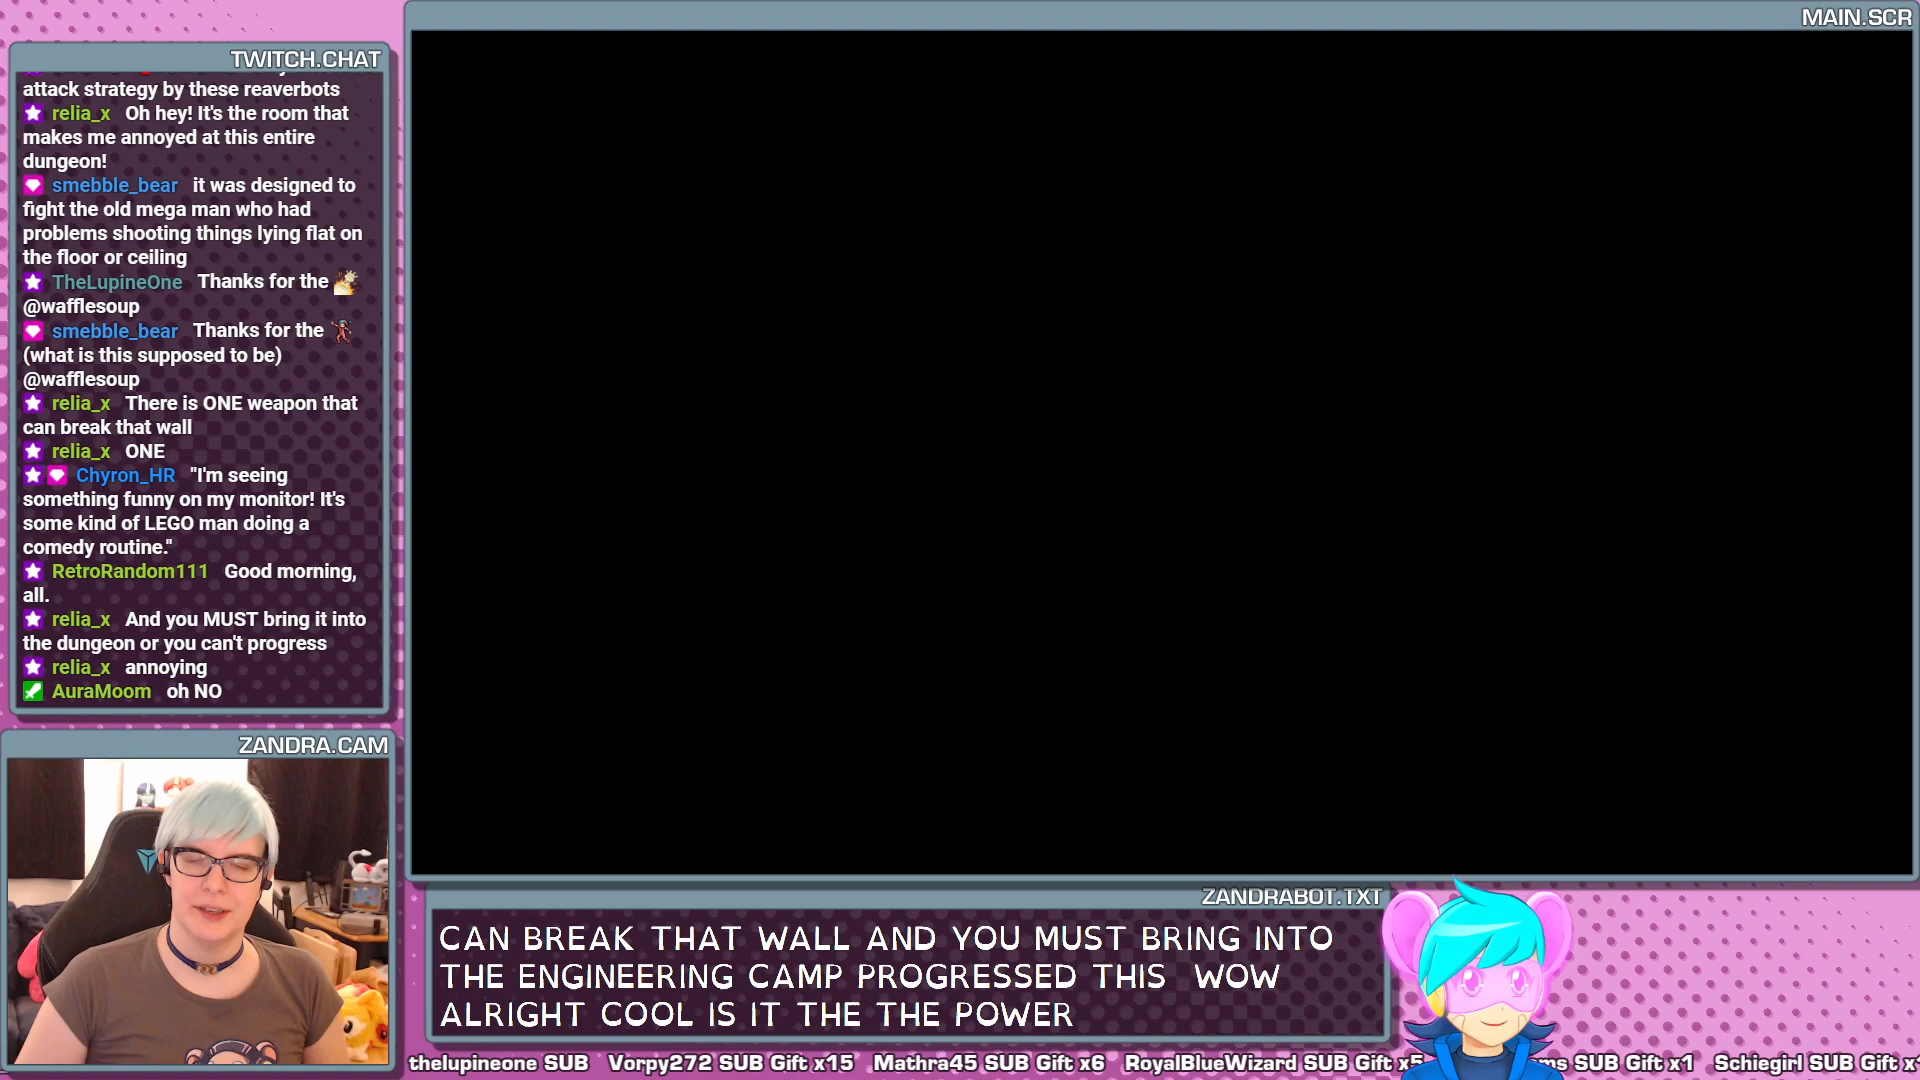 MAIN.SCR
TWITCH.CHAT
attack strategy by these reaverbots
relia_x Oh hey! It's the room that
makes me annoyed at this entire
dungeon!
smebble_bear it was designed to
fight the old mega man who had
problems shooting things lying flat on
the floor or ceiling
TheLupineOne Thanks for the
@wafflesoup
smebble_bear Thanks for the
(what is this supposed to be)
@wafflesoup
relia_x There is ONE weapon that
can break that wall
relia_x ONE
Chyron_HR "I'm seeing
something funny on my monitor! It's
some kind of LEGO man doing a
comedy routine."
RetroRandom111 Good morning,
all.
relia_x And you MUST bring it into
the dungeon or you can't progress
relia_x annoying
AuraMoom oh NO
ZANDRA.CAM
ZANDRABOT.TXT
CAN BREAK THAT WALL AND YOU MUST BRING INTO
THE ENGINEERING CAMP PROGRESSED THIS WOW
ALRIGHT COOL IS IT THE THE POWER
thelupineone SUB Vorpy272 SUB Gift x15 Mathra45 SUB Gift x6 RoyalBlueWizard SUB Gift x5 ms SUB Gift x1 Schiegirl SUB Gift